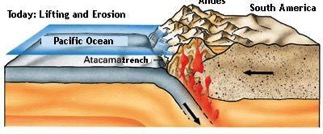 Andes
Today: Lifting and Erosion
South America
Pacific Ocean
Atacama trench